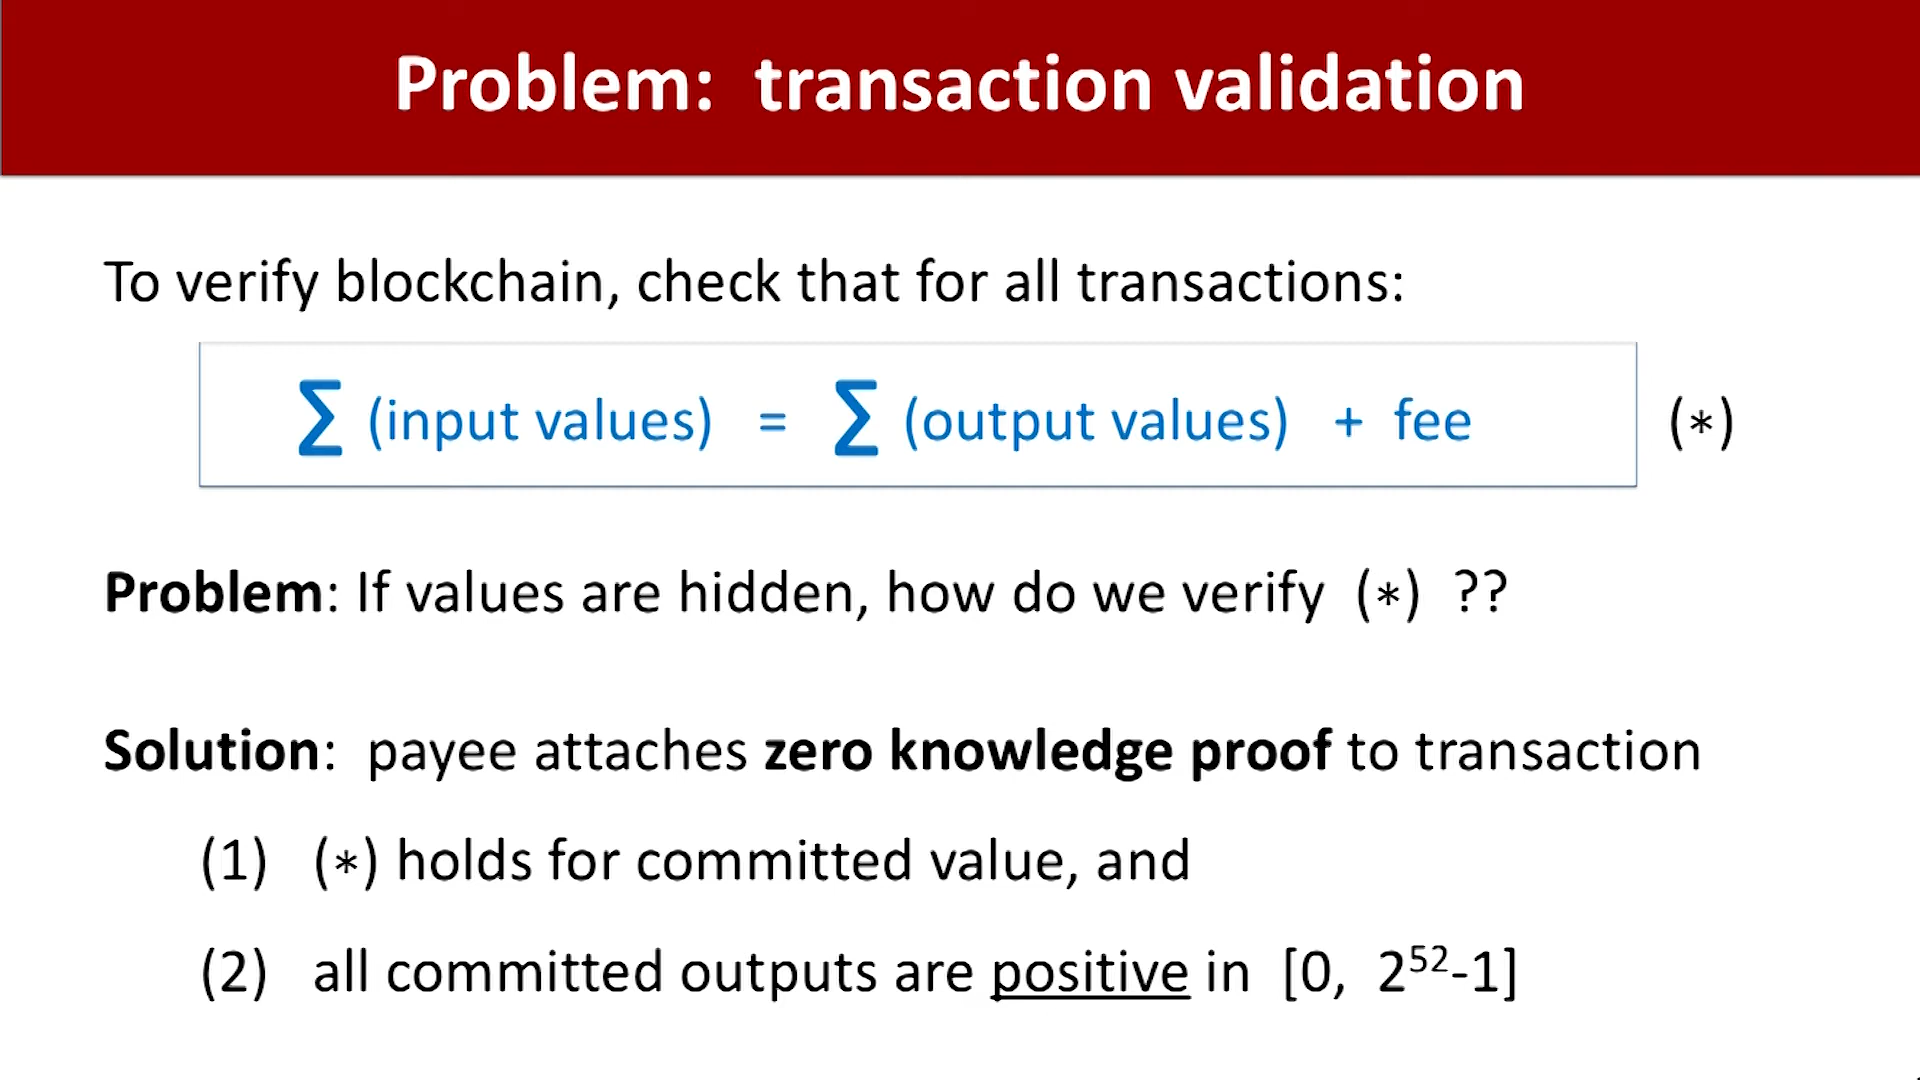 Problem: transaction validation
To verify blockchain, check that for all transactions:
∑ (input values) = ∑ (output values) + fee (*)
Problem: If values are hidden, how do we verify (*) ??
Solution: payee attaches zero knowledge proof to transaction
(1) (*) holds for committed value, and
(2) all committed outputs are positive in [0, 2⁵²-1]